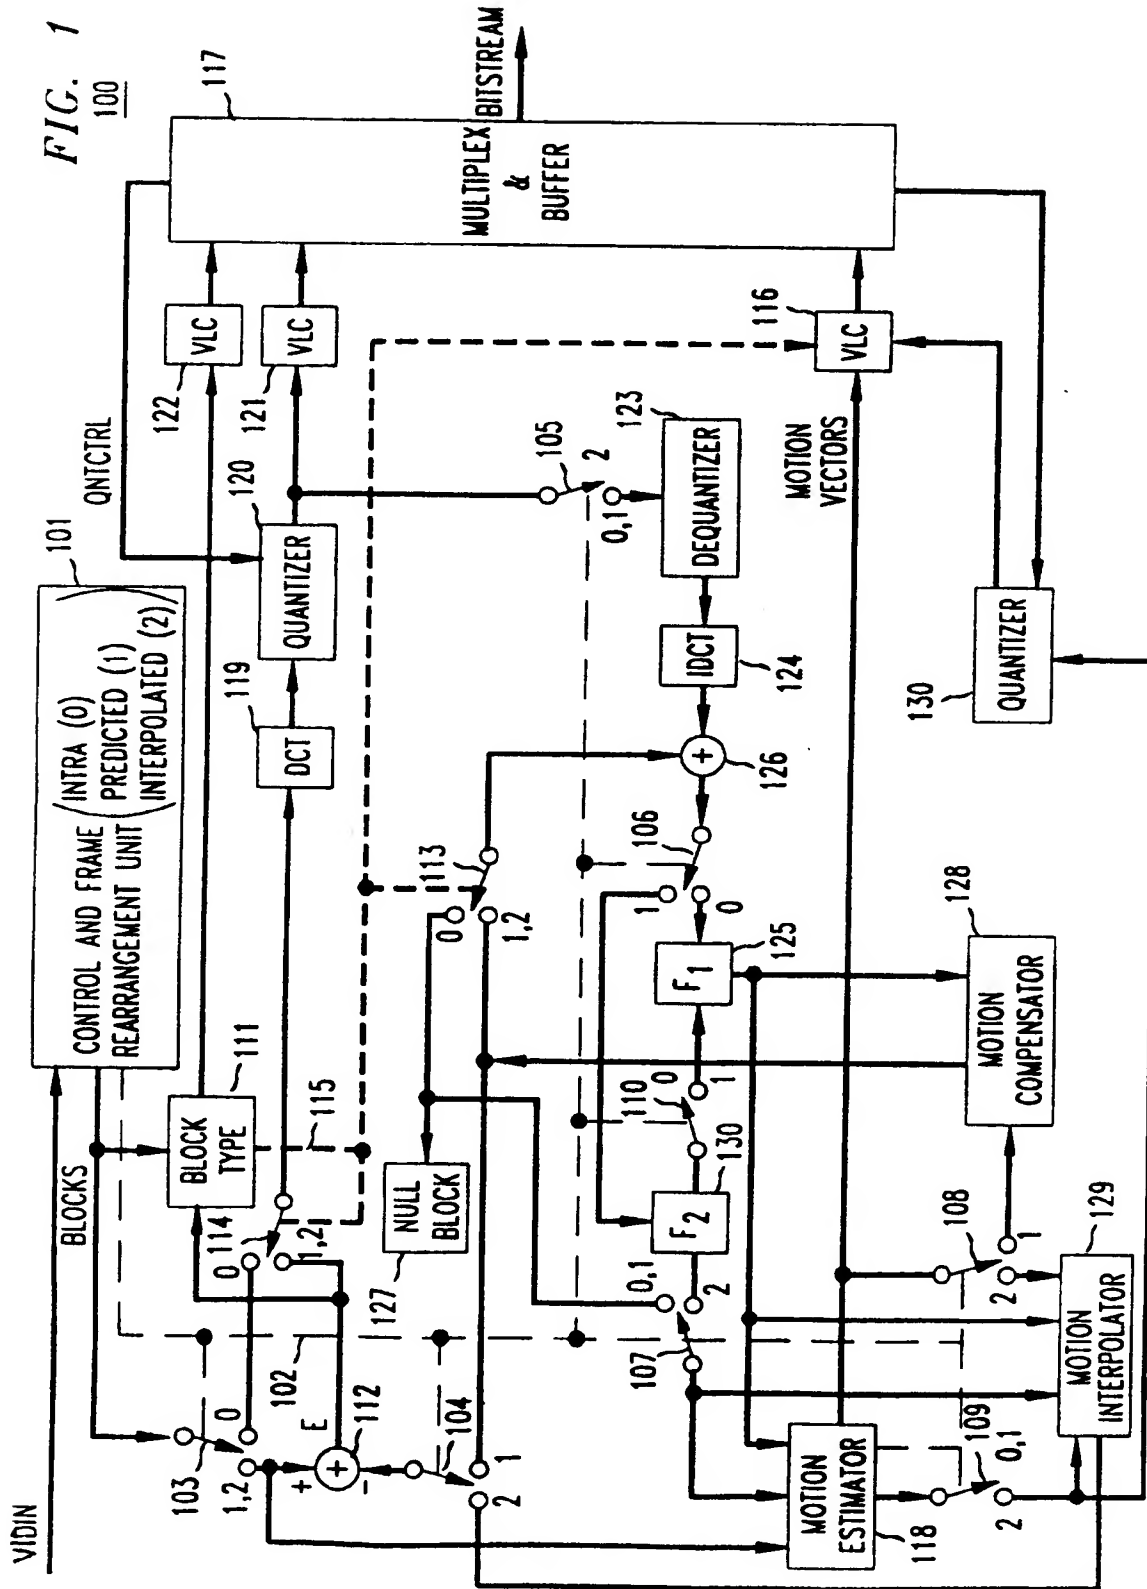 FIG. 1
100
VIDIN
101
CONTROL AND FRAME
REARRANGEMENT UNIT
(INTRA (0)
PREDICTED (1)
INTERPOLATED (2))
QNTCTRL
117
MULTIPLEX
&
BUFFER
BITSTREAM
BLOCKS
BLOCK
TYPE
111
115
122
VLC
121
VLC
120
QUANTIZER
119
DCT
103
0
1,2
114
0
1,2
102
E
112
+
+
-
104
1
2
NULL
BLOCK
127
113
0
1,2
105
2
0,1
123
DEQUANTIZER
IDCT
124
+
126
106
1
0
F1
125
110
0
1
F2
130
107
0,1
2
116
VLC
MOTION
VECTORS
QUANTIZER
130
MOTION
COMPENSATOR
128
108
1
2
MOTION
INTERPOLATOR
129
MOTION
ESTIMATOR
118
109
0,1
2